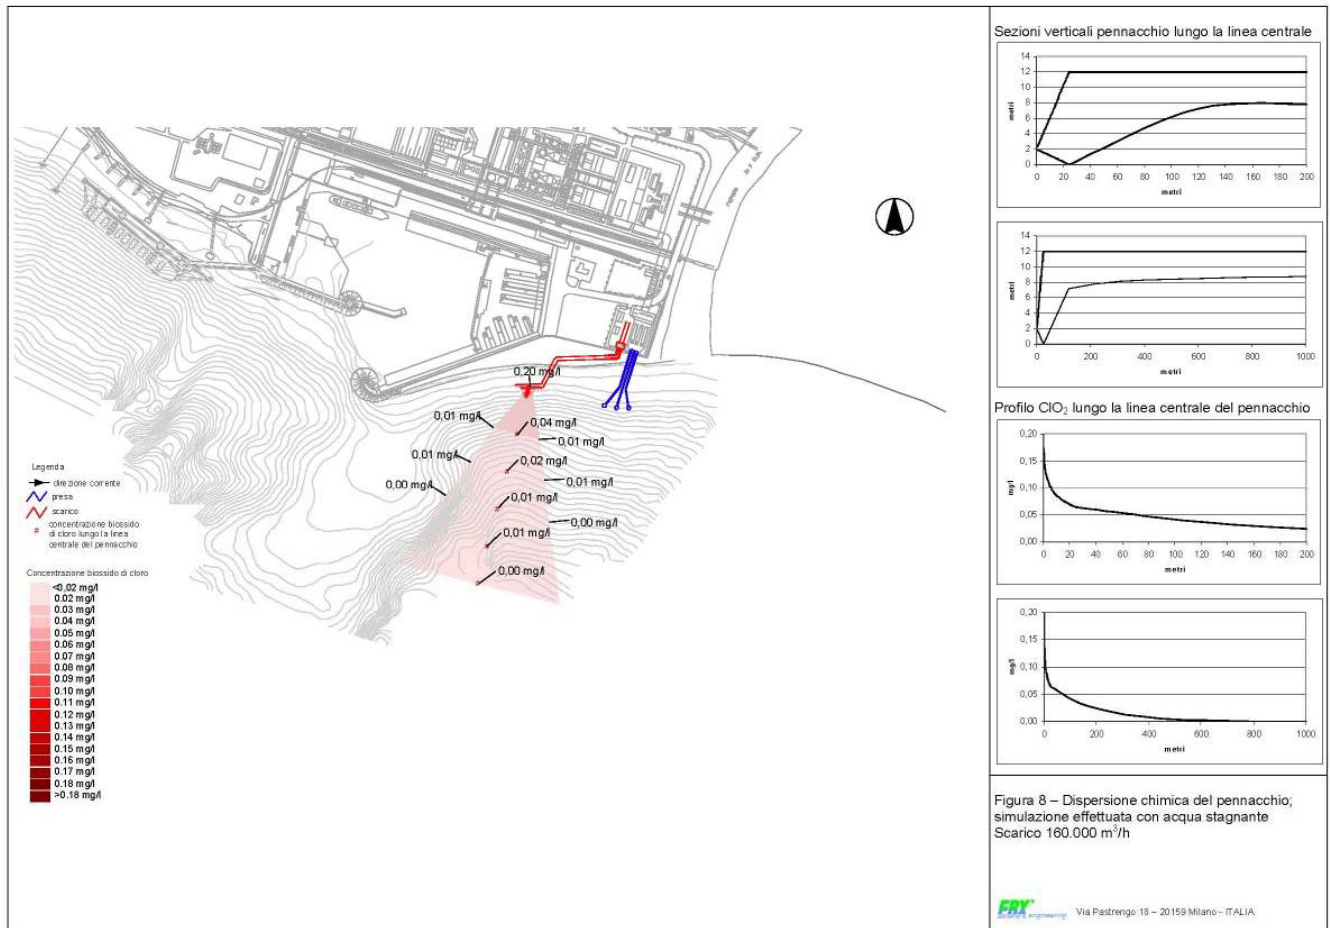 0,20 mg/l
0,01 mg/l
0,04 mg/l
0,01 mg/l
0,01 mg/l
0,02 mg/l
0,00 mg/l
0,01 mg/l
0,01 mg/l
0,00 mg/l
0,01 mg/l
0,00 mg/l
Legenda
direzione corrente
presa
scarico
concentrazione biossido
di cloro lungo la linea
centrale del pennacchio
Concentrazione biossido di cloro
<0.02 mg/l
0.02 mg/l
0.03 mg/l
0.04 mg/l
0.05 mg/l
0.06 mg/l
0.07 mg/l
0.08 mg/l
0.09 mg/l
0.10 mg/l
0.11 mg/l
0.12 mg/l
0.13 mg/l
0.14 mg/l
0.15 mg/l
0.16 mg/l
0.17 mg/l
0.18 mg/l
>0.18 mg/l
Sezioni verticali pennacchio lungo la linea centrale
14
12
10
8
6
4
2
0
metri
0 20 40 60 80 100 120 140 160 180 200
metri
14
12
10
8
6
4
2
0
metri
0 200 400 600 800 1000
metri
Profilo ClO₂ lungo la linea centrale del pennacchio
0,20
0,15
0,10
0,05
0,00
mg/l
0 20 40 60 80 100 120 140 160 180 200
metri
0,20
0,15
0,10
0,05
0,00
mg/l
0 200 400 600 800 1000
metri
Figura 8 – Dispersione chimica del pennacchio;
simulazione effettuata con acqua stagnante
Scarico 160.000 m³/h
engineering
Via Pastrengo 18 – 20159 Milano - ITALIA